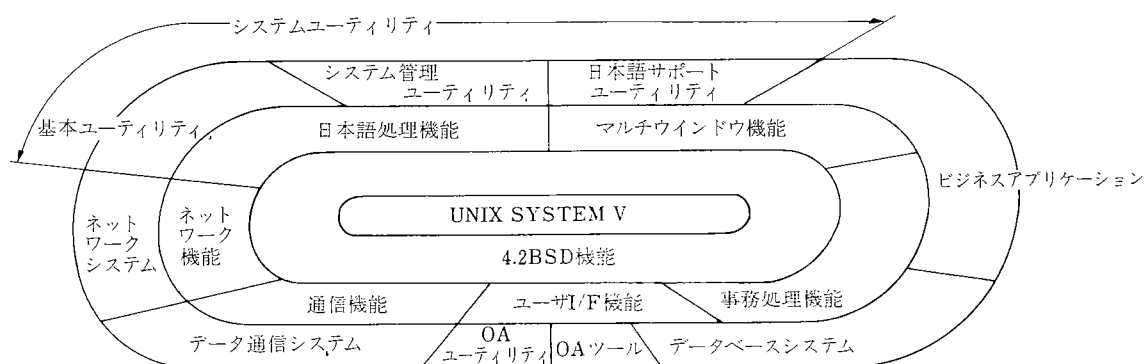 システムユーティリティ
システム管理
ユーティリティ
日本語サポート
ユーティリティ
基本ユーティリティ
日本語処理機能
マルチウインドウ機能
ビジネスアプリケーション
ネット
ワーク
システム
ネット
ワーク
機能
UNIX SYSTEM V
4.2BSD機能
通信機能
ユーザI/F機能
事務処理機能
データ通信システム
OA
ユーティリティ
OAツール
データベースシステム